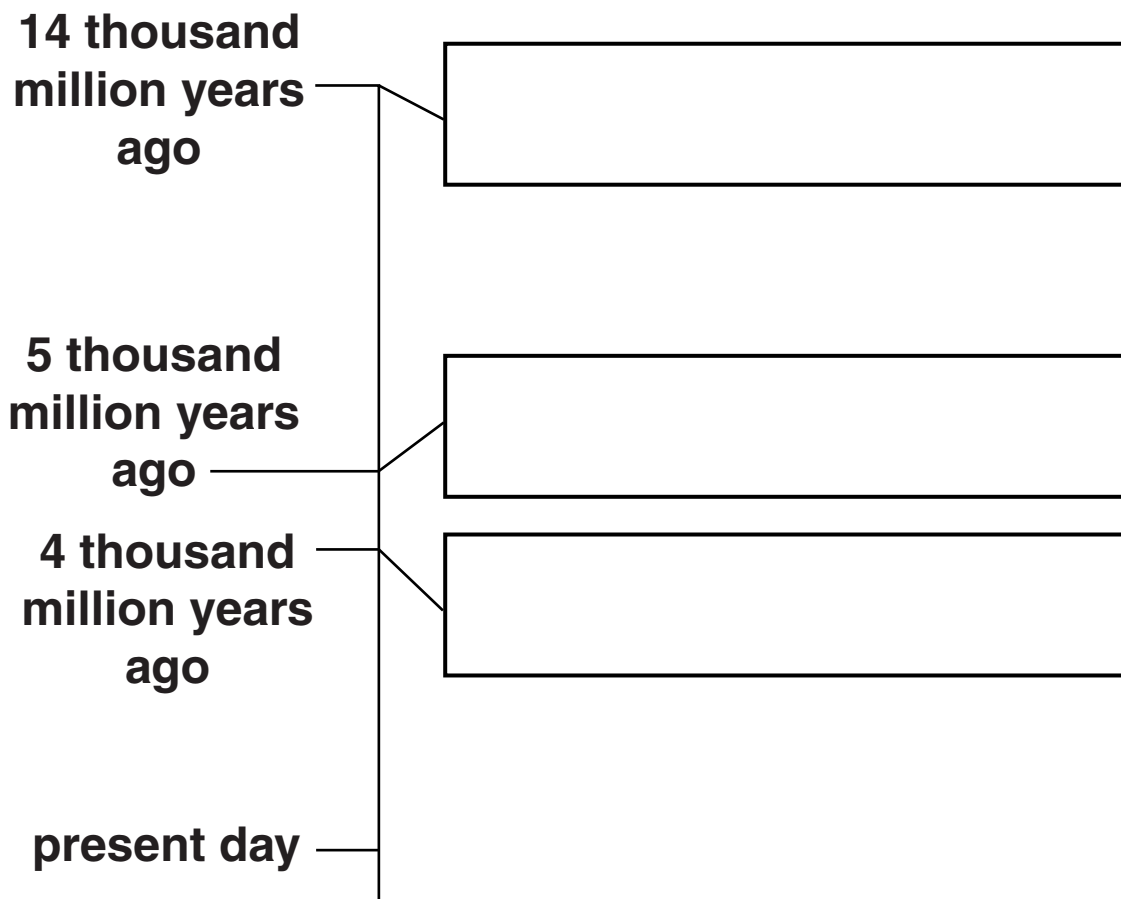 14 thousand
million years
ago
5 thousand
million years
ago
4 thousand
million years
ago
present day